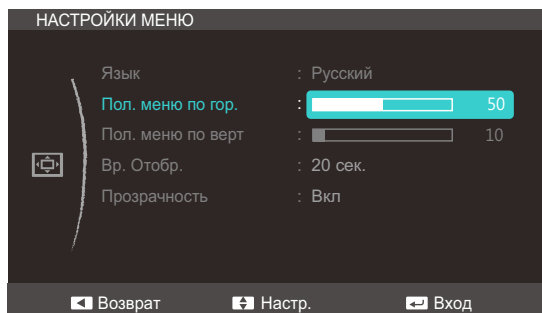 НАСТРОЙКИ МЕНЮ
Язык : Русский
Пол. меню по гор. : 50
Пол. меню по верт : 10
Вр. Отобр. : 20 сек.
Прозрачность : Вкл
Возврат Настр. Вход